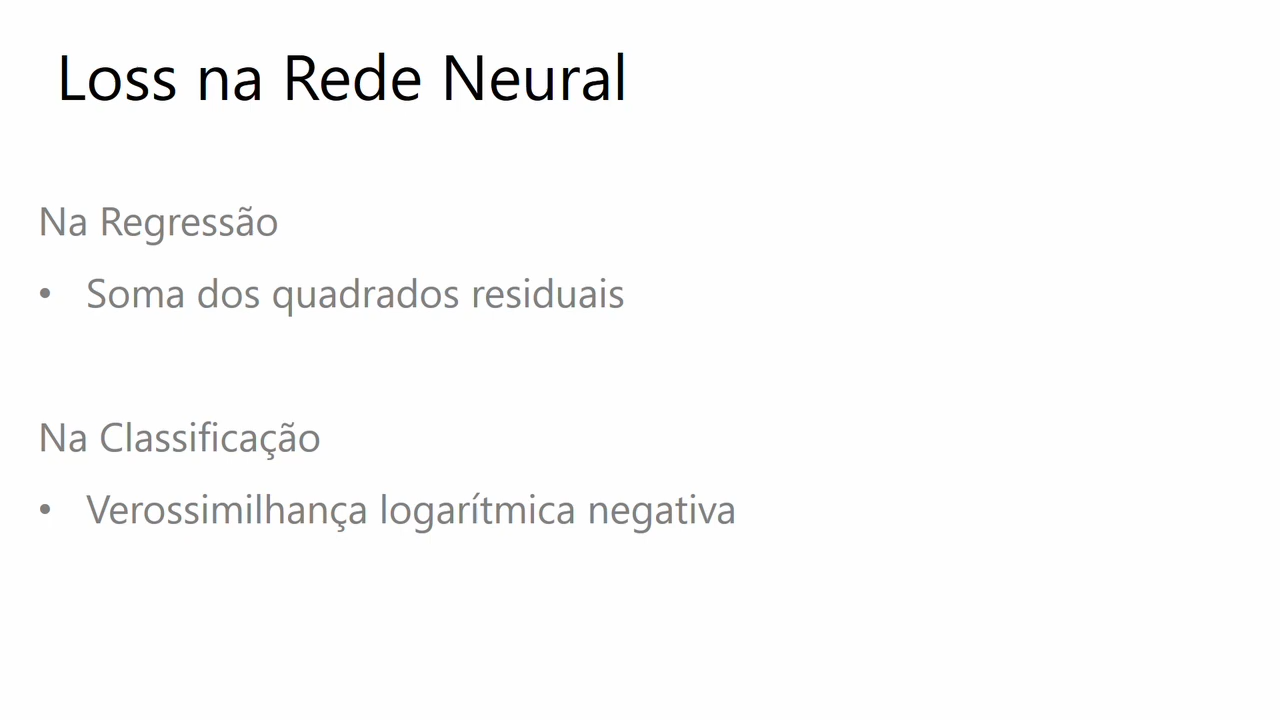 Loss na Rede Neural
Na Regressão
• Soma dos quadrados residuais
Na Classificação
• Verossimilhança logarítmica negativa